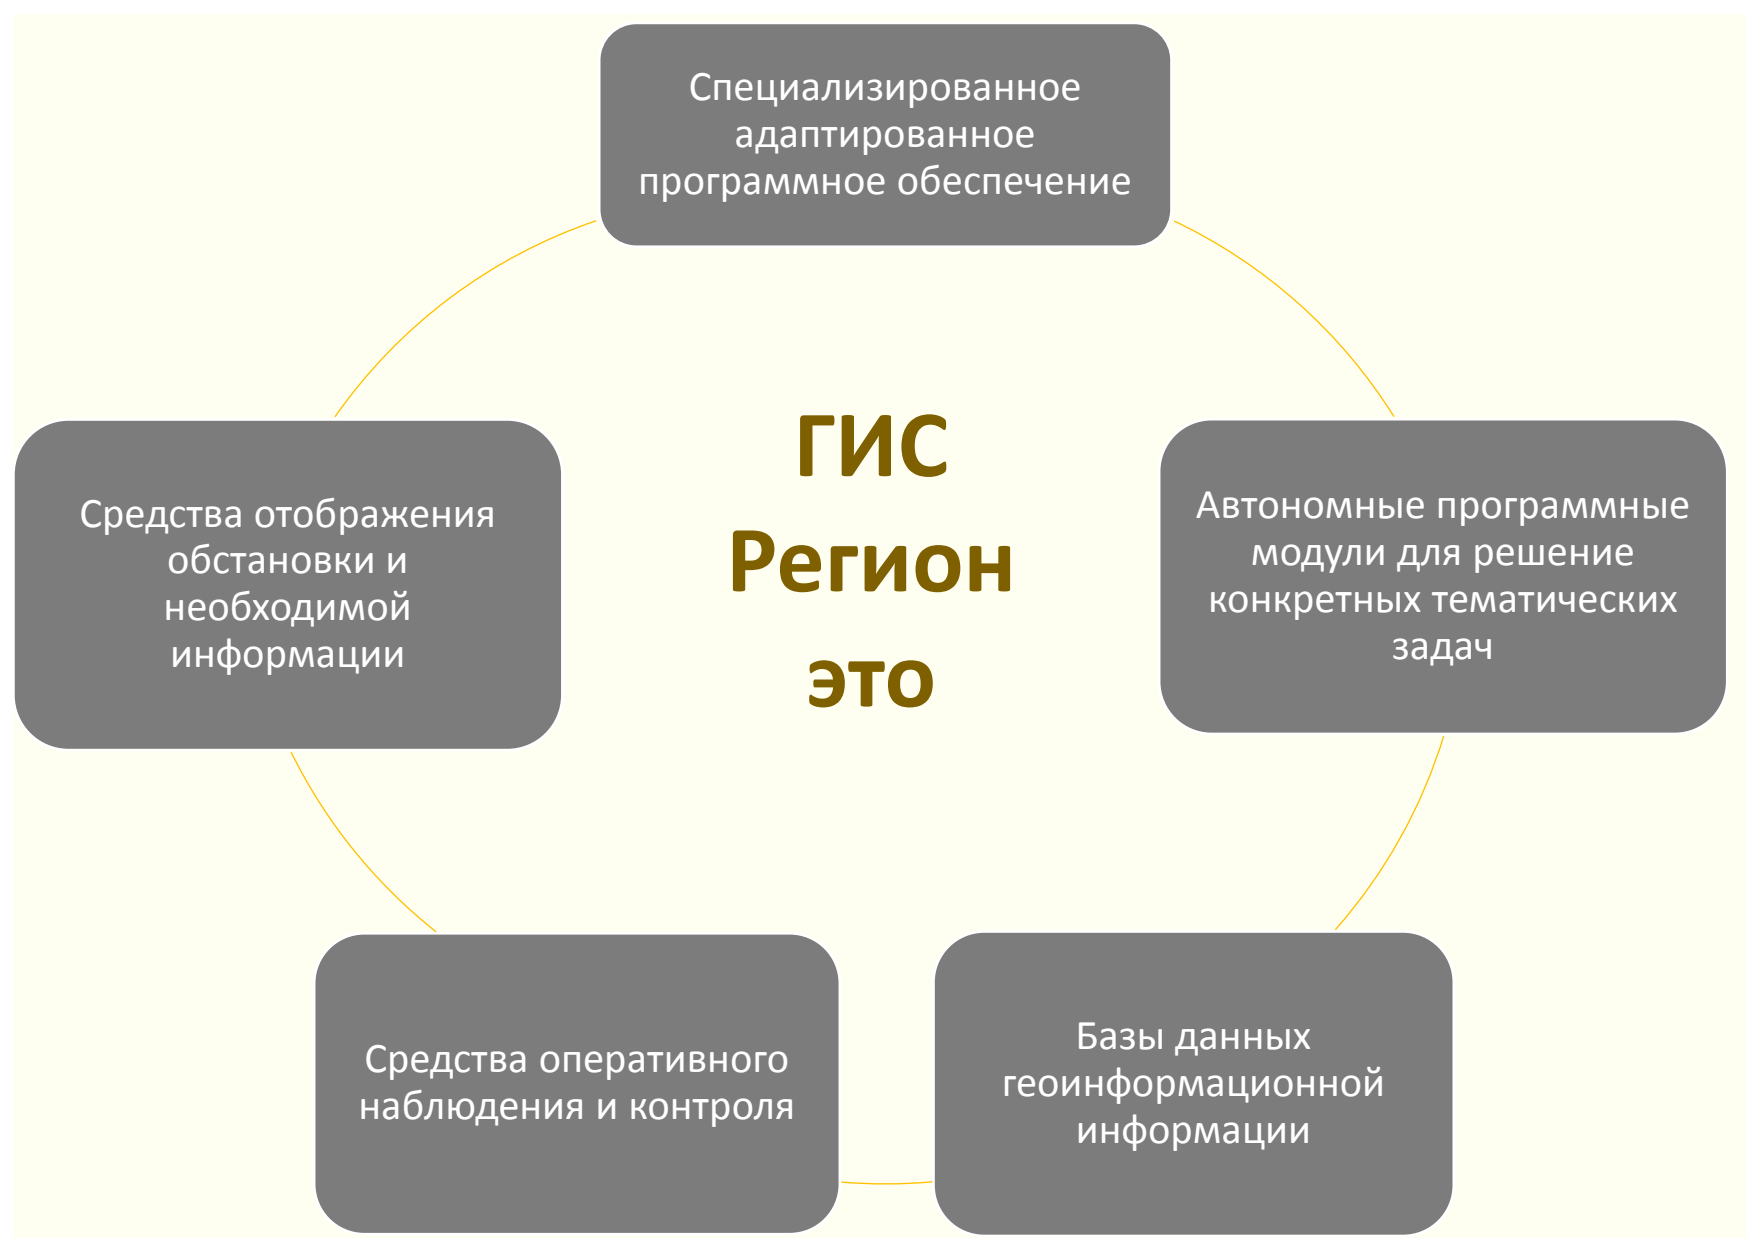 Специализированное
адаптированное
программное обеспечение
ГИС
Регион
это
Автономные программные
модули для решение
конкретных тематических
задач
Базы данных
геоинформационной
информации
Средства оперативного
наблюдения и контроля
Средства отображения
обстановки и
необходимой
информации